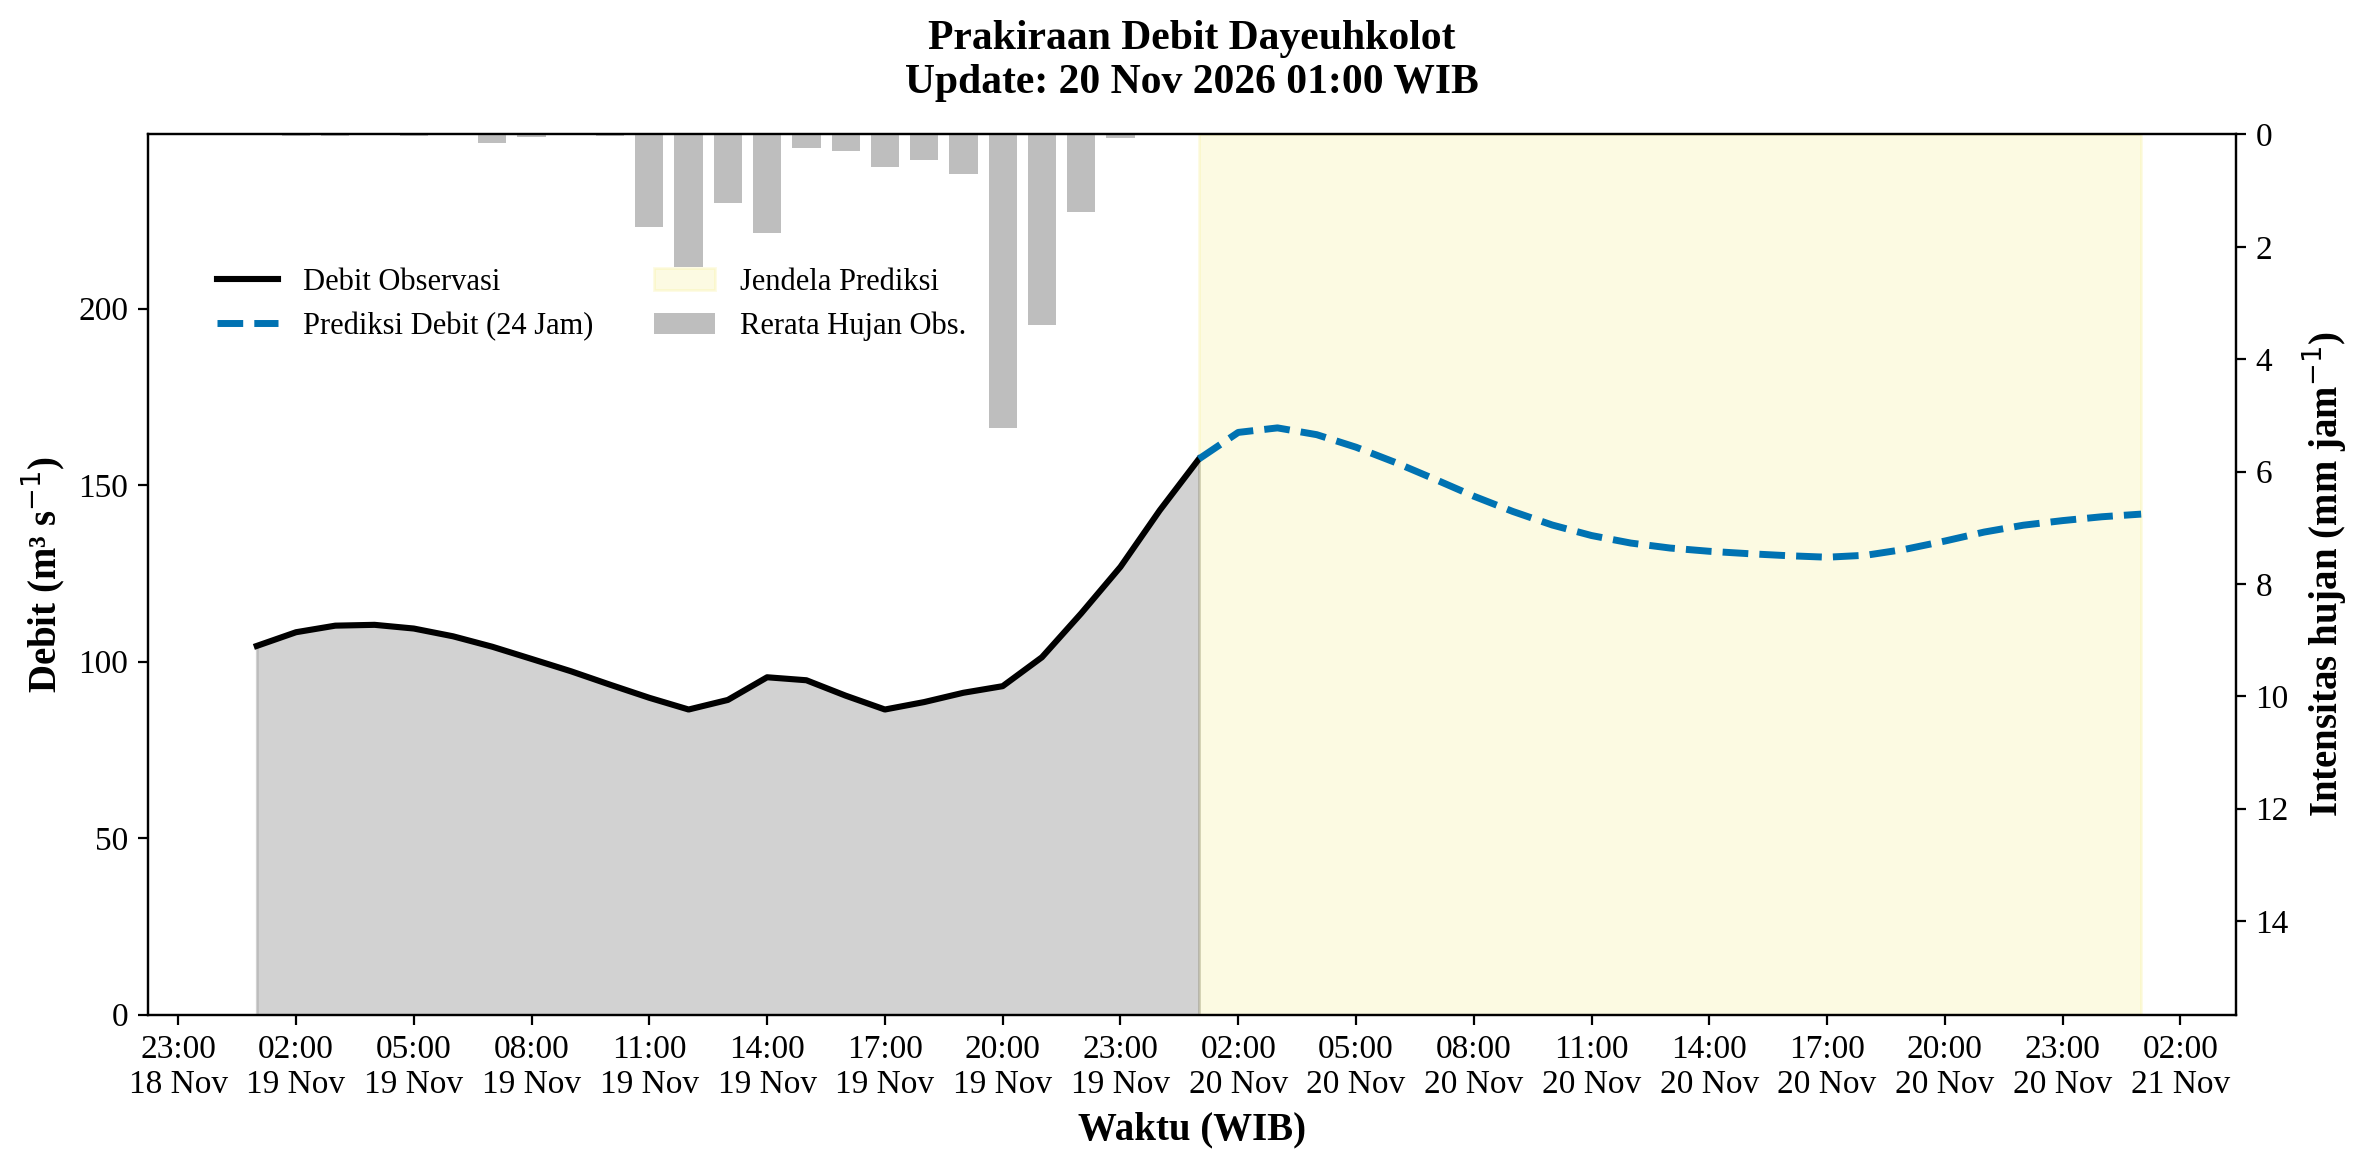 Prakiraan Debit Dayeuhkolot
Update: 20 Nov 2026 01:00 WIB
Debit (m³ s⁻¹)
200
150
100
50
0
Debit Observasi
Prediksi Debit (24 Jam)
Jendela Prediksi
Rerata Hujan Obs.
0
2
4
6
8
10
12
14
Intensitas hujan (mm jam⁻¹)
23:00 02:00 05:00 08:00 11:00 14:00 17:00 20:00 23:00 02:00 05:00 08:00 11:00 14:00 17:00 20:00 23:00 02:00
18 Nov 19 Nov 19 Nov 19 Nov 19 Nov 19 Nov 19 Nov 19 Nov 19 Nov 20 Nov 20 Nov 20 Nov 20 Nov 20 Nov 20 Nov 20 Nov 20 Nov 21 Nov
Waktu (WIB)